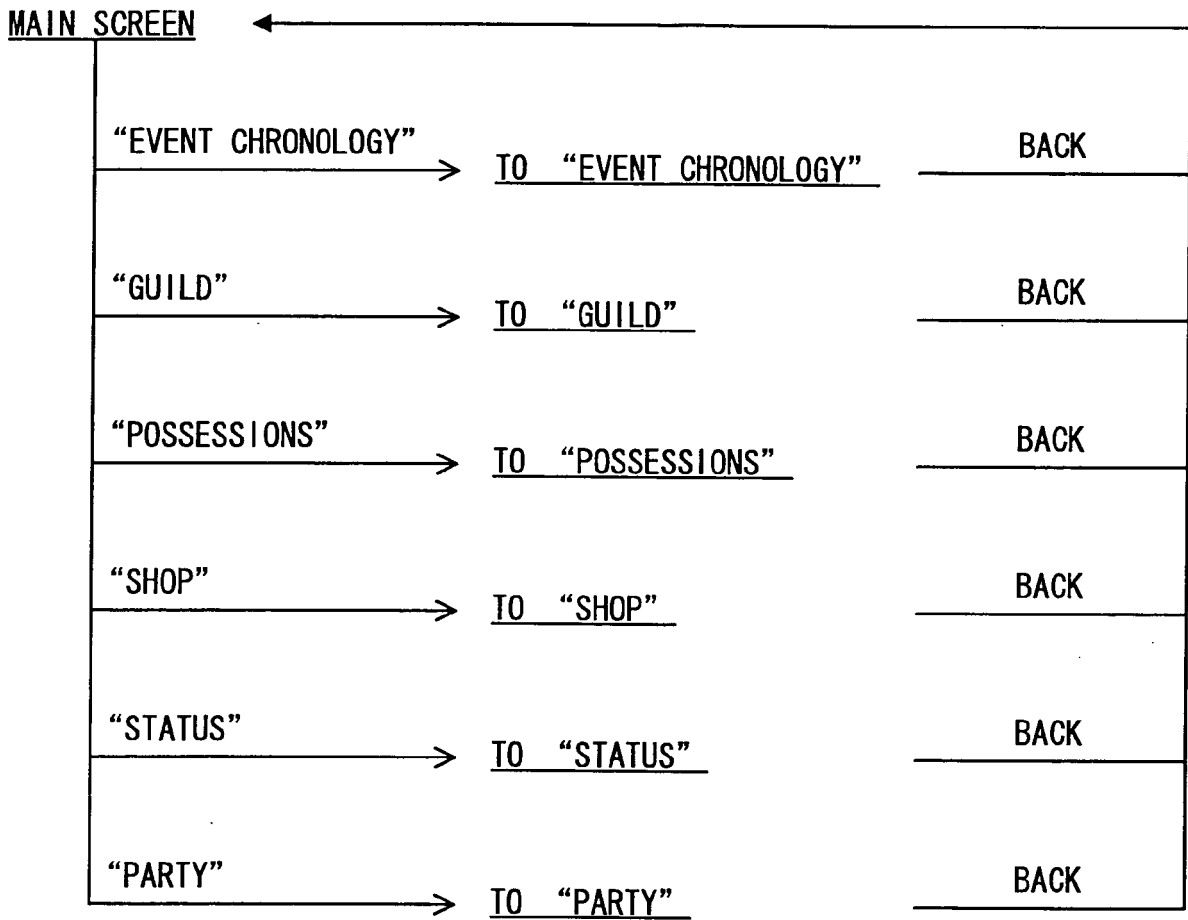 MAIN SCREEN
“EVENT CHRONOLOGY”
TO “EVENT CHRONOLOGY”
BACK
“GUILD”
TO “GUILD”
BACK
“POSSESSIONS”
TO “POSSESSIONS”
BACK
“SHOP”
TO “SHOP”
BACK
“STATUS”
TO “STATUS”
BACK
“PARTY”
TO “PARTY”
BACK